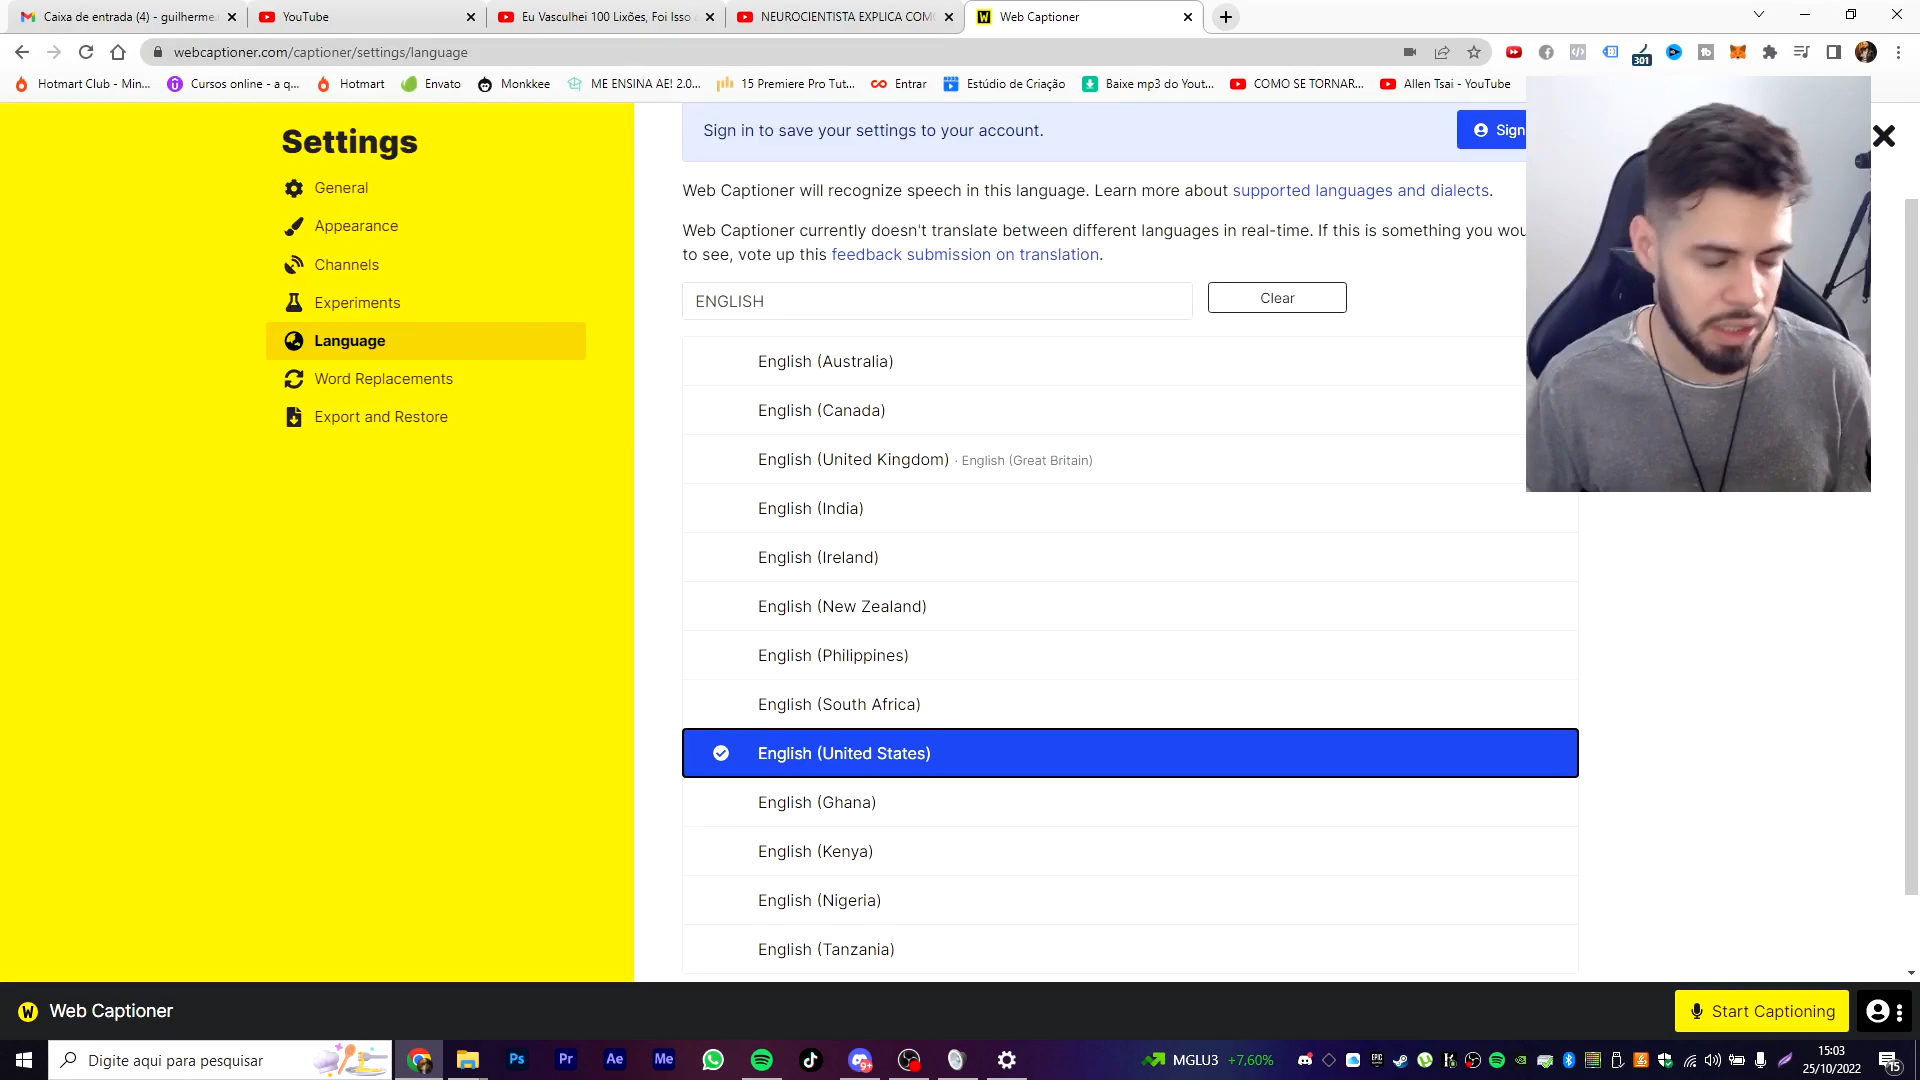 Caixa de entrada (4) - guilherme.
YouTube
Eu Vasculhei 100 Lixões, Foi Isso
NEUROCIENTISTA EXPLICA COM
Web Captioner
webcaptioner.com/captioner/settings/language
301
Hotmart Club - Min...
Cursos online - a q...
Hotmart
Envato
Monkkee
ME ENSINA AE! 2.0...
15 Premiere Pro Tut...
Entrar
Estúdio de Criação
Baixe mp3 do Yout...
COMO SE TORNAR...
Allen Tsai - YouTube
Settings
General
Appearance
Channels
Experiments
Language
Word Replacements
Export and Restore
Sign in to save your settings to your account.
Sign
Web Captioner will recognize speech in this language. Learn more about supported languages and dialects.
Web Captioner currently doesn't translate between different languages in real-time. If this is something you wou
to see, vote up this feedback submission on translation.
ENGLISH
Clear
English (Australia)
English (Canada)
English (United Kingdom) · English (Great Britain)
English (India)
English (Ireland)
English (New Zealand)
English (Philippines)
English (South Africa)
English (United States)
English (Ghana)
English (Kenya)
English (Nigeria)
English (Tanzania)
W Web Captioner
Start Captioning
Digite aqui para pesquisar
Ps
Pr
Ae
Me
9+
MGLU3 +7,60%
15:03
25/10/2022
15